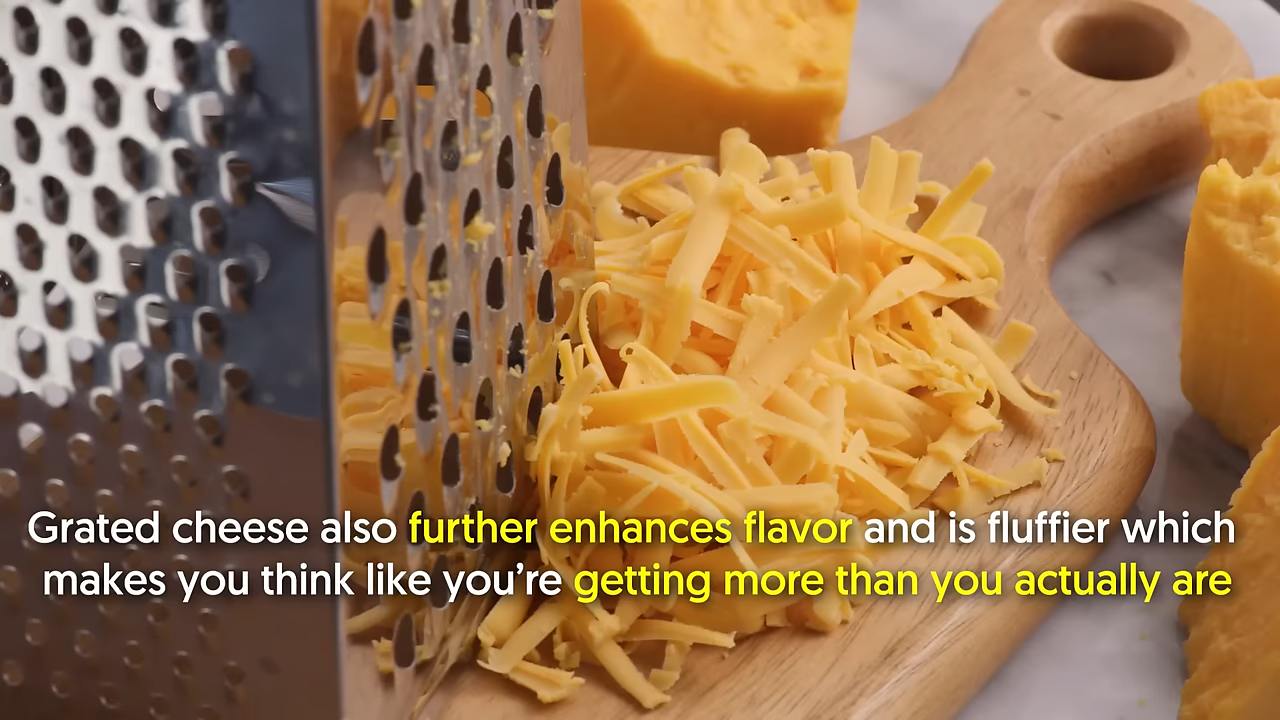 Grated cheese also further enhances flavor and is fluffier which
makes you think like you're getting more than you actually are